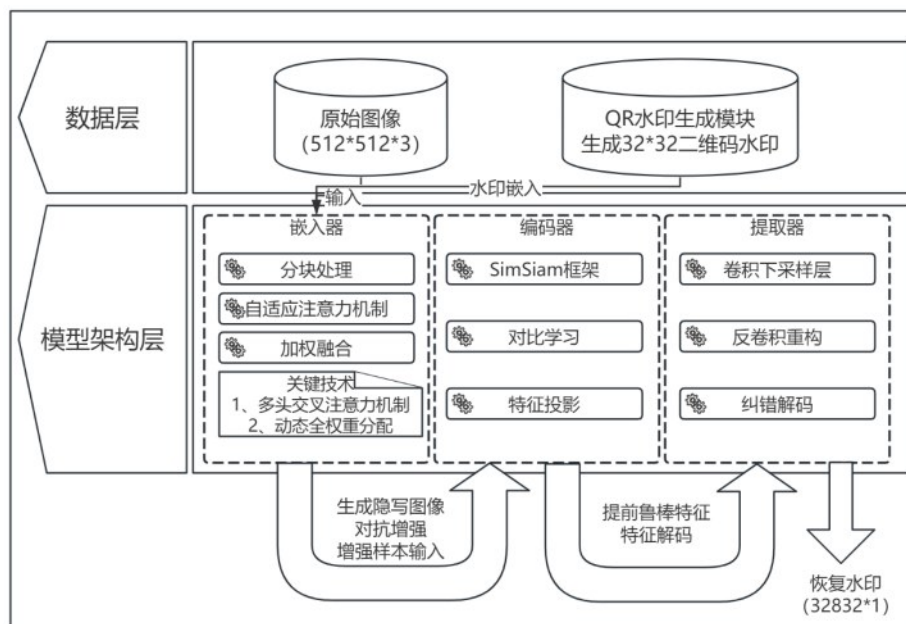 数据层
原始图像
(512*512*3)
QR水印生成模块
生成32*32二维码水印
水印嵌入
输入
模型架构层
嵌入器
分块处理
自适应注意力机制
加权融合
关键技术
1、多头交叉注意力机制
2、动态全权重分配
编码器
SimSiam框架
对比学习
特征投影
提取器
卷积下采样层
反卷积重构
纠错解码
生成隐写图像
对抗增强
增强样本输入
提前鲁棒特征
特征解码
恢复水印
(32832*1)